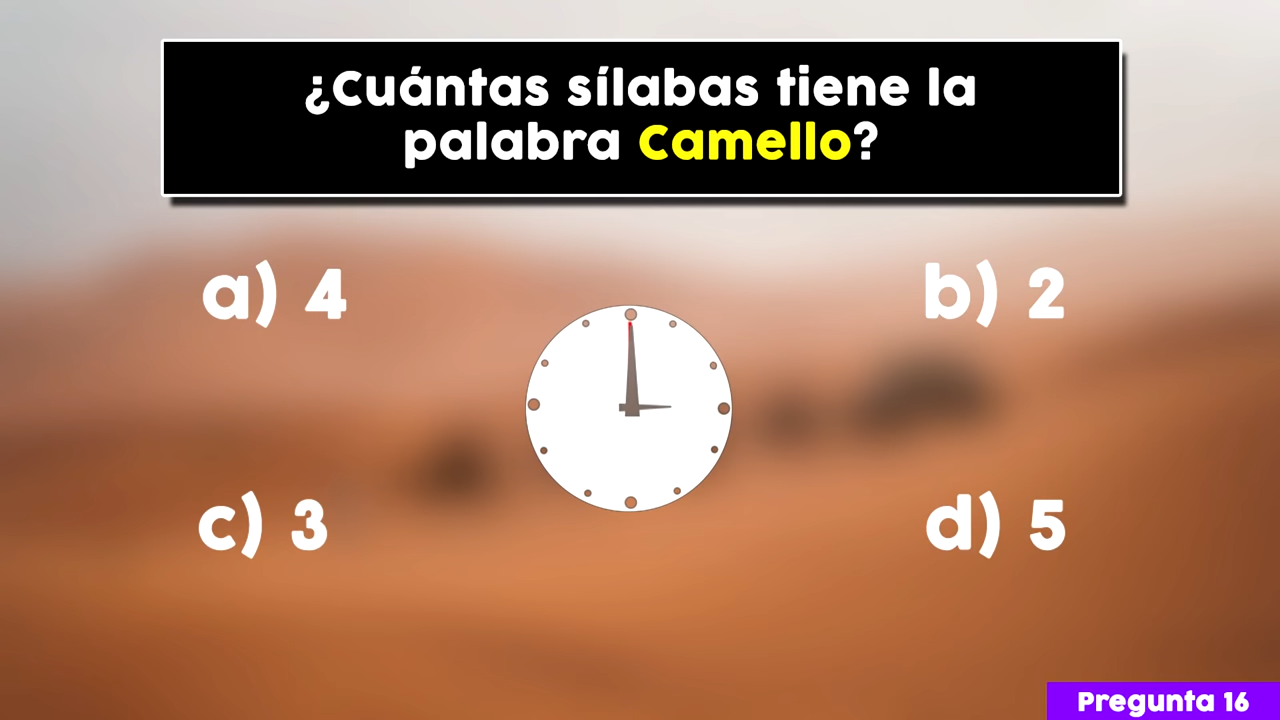 ¿Cuántas sílabas tiene la
palabra Camello?
a) 4
b) 2
c) 3
d) 5
Pregunta 16